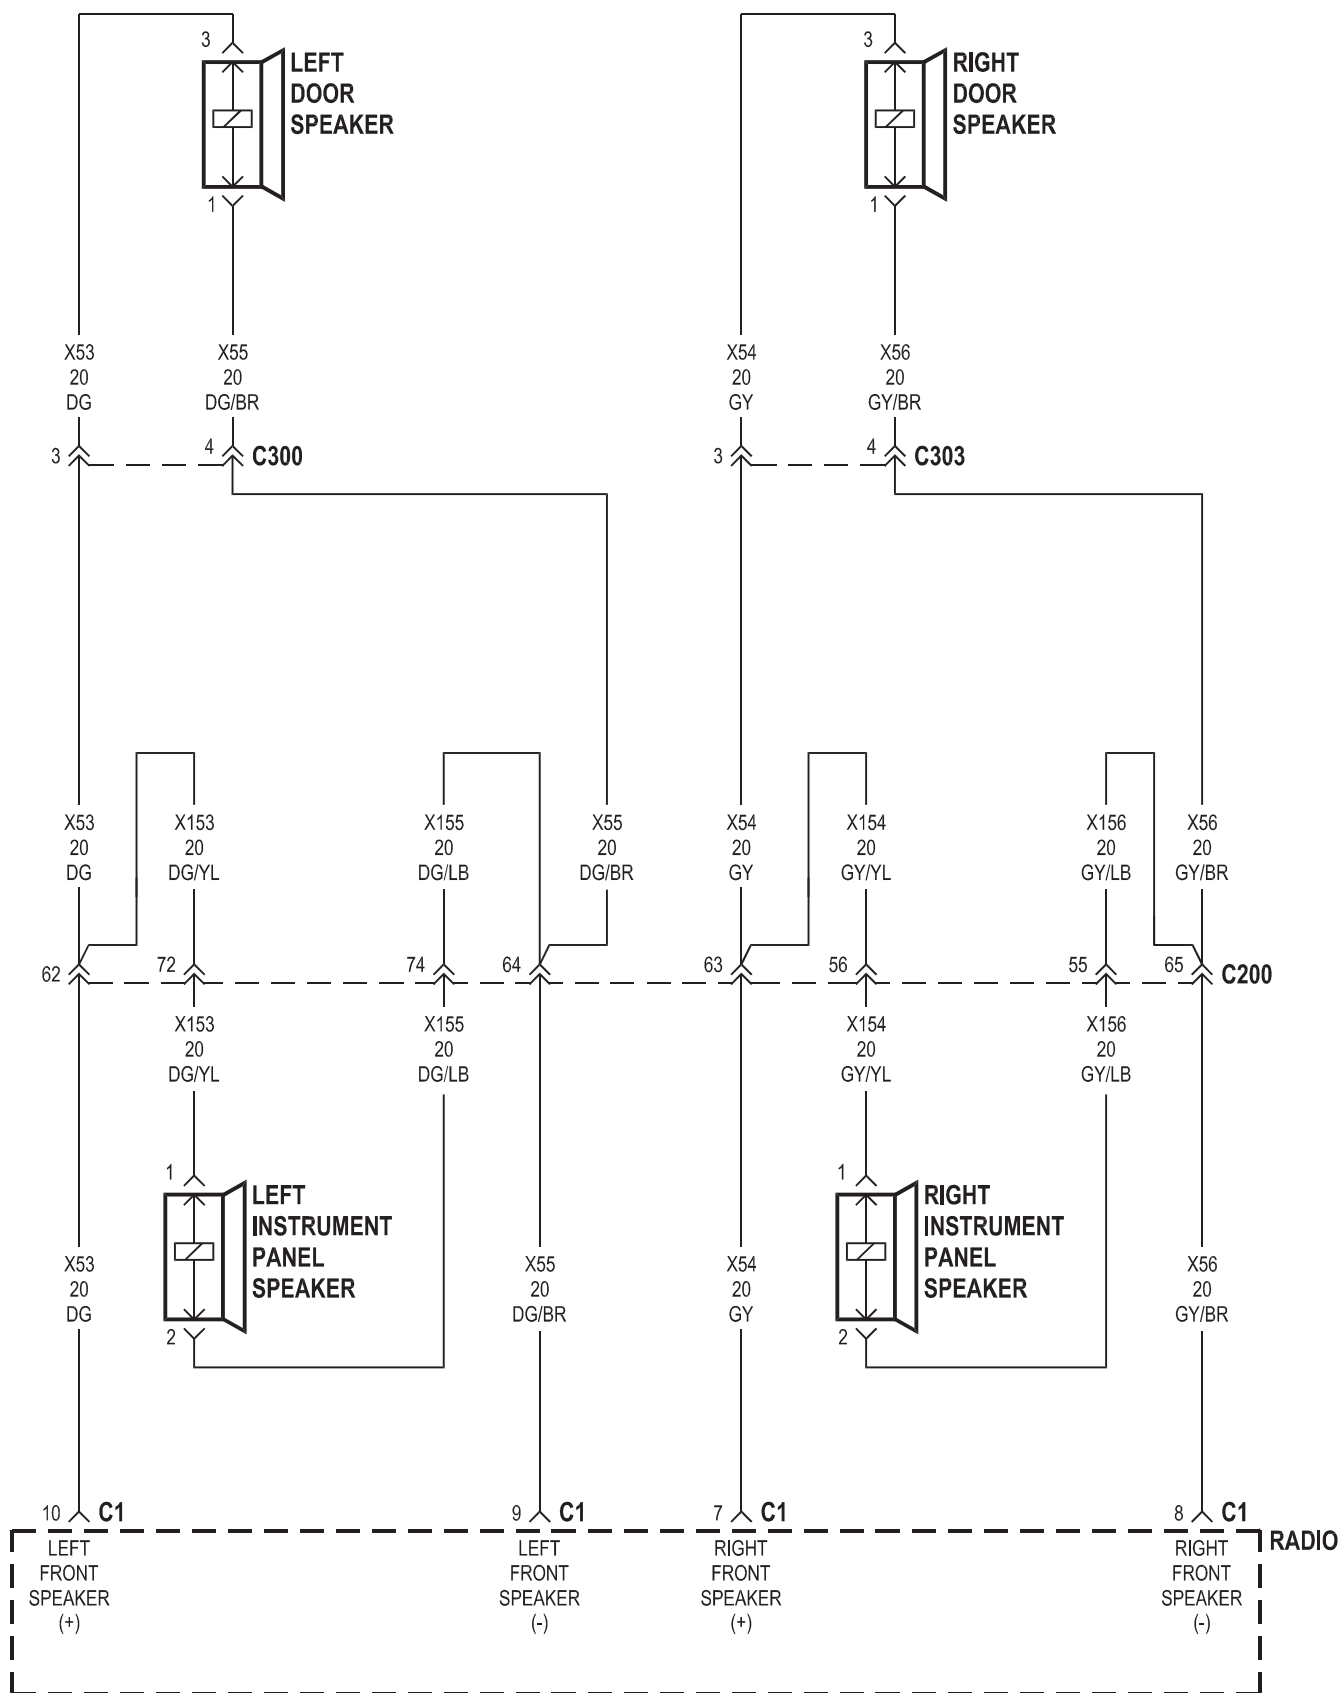 3
LEFT
DOOR
SPEAKER
1
3
RIGHT
DOOR
SPEAKER
1
X53
20
DG
X55
20
DG/BR
X54
20
GY
X56
20
GY/BR
3
4
C300
3
4
C303
X53
20
DG
X153
20
DG/YL
X155
20
DG/LB
X55
20
DG/BR
X54
20
GY
X154
20
GY/YL
X156
20
GY/LB
X56
20
GY/BR
62
72
74
64
63
56
55
65
C200
X153
20
DG/YL
X155
20
DG/LB
X154
20
GY/YL
X156
20
GY/LB
1
LEFT
INSTRUMENT
PANEL
SPEAKER
2
1
RIGHT
INSTRUMENT
PANEL
SPEAKER
2
X53
20
DG
X55
20
DG/BR
X54
20
GY
X56
20
GY/BR
10
C1
9
C1
7
C1
8
C1
RADIO
LEFT
FRONT
SPEAKER
(+)
LEFT
FRONT
SPEAKER
(-)
RIGHT
FRONT
SPEAKER
(+)
RIGHT
FRONT
SPEAKER
(-)